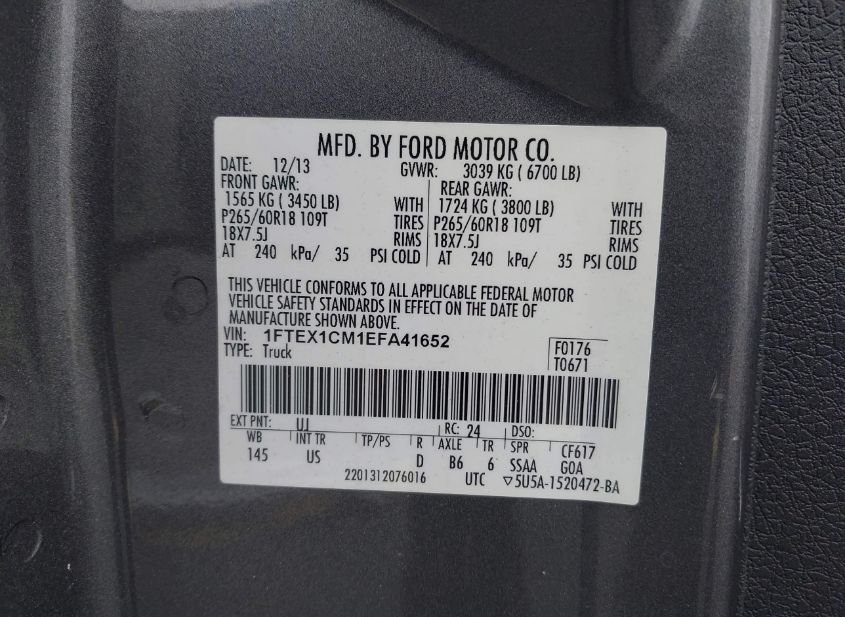 MFD. BY FORD MOTOR CO.
DATE: 12/13 GVWR: 3039 KG ( 6700 LB)
FRONT GAWR: REAR GAWR:
1565 KG ( 3450 LB) WITH 1724 KG ( 3800 LB) WITH
P265/60R18 109T TIRES P265/60R18 109T TIRES
18X7.5J RIMS 18X7.5J RIMS
AT 240 kPa/ 35 PSI COLD AT 240 kPa/ 35 PSI COLD
THIS VEHICLE CONFORMS TO ALL APPLICABLE FEDERAL MOTOR
VEHICLE SAFETY STANDARDS IN EFFECT ON THE DATE OF
MANUFACTURE SHOWN ABOVE.
VIN: 1FTEX1CM1EFA41652 F0176
TYPE: Truck T0671
EXT PNT: UJ RC: 24 DSO:
WB INT TR TP/PS R AXLE TR SPR CF617
145 US D B6 6 SSAA GOA
2201312076016 UTC ▽5U5A-1520472-BA